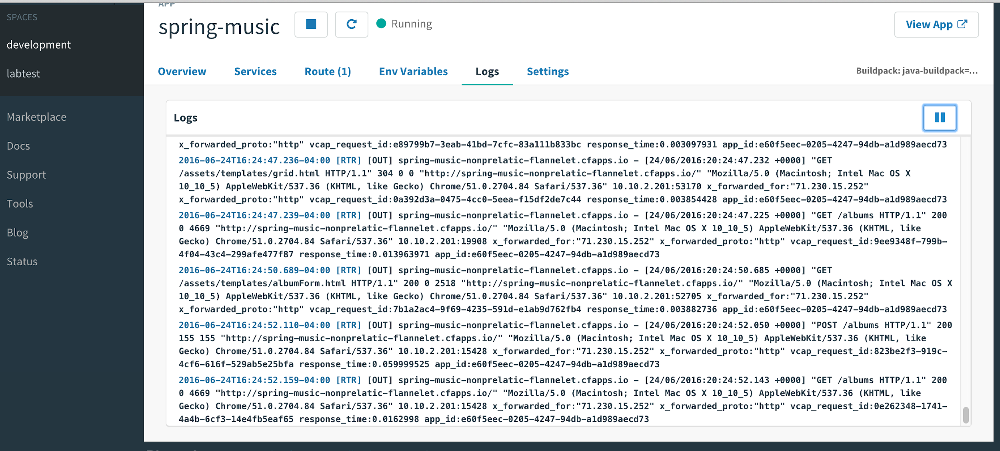 APP
SPACES
development
labtest
Marketplace
Docs
Support
Tools
Blog
Status
spring-music
Running
View App
Overview Services Route (1) Env Variables Logs Settings
Buildpack: java-buildpack=...
Logs
x_forwarded_proto:"http" vcap_request_id:e89799b7-3eab-41bd-7cfc-83a111b833bc response_time:0.003097931 app_id:e60f5eec-0205-4247-94db-a1d989aecd73
2016-06-24T16:24:47.236-04:00 [RTR] [OUT] spring-music-nonprelatic-flannelet.cfapps.io - [24/06/2016:20:24:47.232 +0000] "GET
/assets/templates/grid.html HTTP/1.1" 304 0 0 "http://spring-music-nonprelatic-flannelet.cfapps.io/" "Mozilla/5.0 (Macintosh; Intel Mac OS X
10_10_5) AppleWebKit/537.36 (KHTML, like Gecko) Chrome/51.0.2704.84 Safari/537.36" 10.10.2.201:53170 x_forwarded_for:"71.230.15.252"
x_forwarded_proto:"http" vcap_request_id:0a392d3a-0475-4cc0-5eea-f15df2de7c44 response_time:0.003854428 app_id:e60f5eec-0205-4247-94db-a1d989aecd73
2016-06-24T16:24:47.239-04:00 [RTR] [OUT] spring-music-nonprelatic-flannelet.cfapps.io - [24/06/2016:20:24:47.225 +0000] "GET /albums HTTP/1.1" 200
0 4669 "http://spring-music-nonprelatic-flannelet.cfapps.io/" "Mozilla/5.0 (Macintosh; Intel Mac OS X 10_10_5) AppleWebKit/537.36 (KHTML, like
Gecko) Chrome/51.0.2704.84 Safari/537.36" 10.10.2.201:19908 x_forwarded_for:"71.230.15.252" x_forwarded_proto:"http" vcap_request_id:9ee9348f-799b-
4f04-43c4-299afe477f87 response_time:0.013963971 app_id:e60f5eec-0205-4247-94db-a1d989aecd73
2016-06-24T16:24:50.689-04:00 [RTR] [OUT] spring-music-nonprelatic-flannelet.cfapps.io - [24/06/2016:20:24:50.685 +0000] "GET
/assets/templates/albumForm.html HTTP/1.1" 200 0 2518 "http://spring-music-nonprelatic-flannelet.cfapps.io/" "Mozilla/5.0 (Macintosh; Intel Mac OS X
10_10_5) AppleWebKit/537.36 (KHTML, like Gecko) Chrome/51.0.2704.84 Safari/537.36" 10.10.2.201:52705 x_forwarded_for:"71.230.15.252"
x_forwarded_proto:"http" vcap_request_id:7b1a2ac4-9f69-4235-591d-e1ab9d762fb4 response_time:0.003882736 app_id:e60f5eec-0205-4247-94db-a1d989aecd73
2016-06-24T16:24:52.110-04:00 [RTR] [OUT] spring-music-nonprelatic-flannelet.cfapps.io - [24/06/2016:20:24:52.050 +0000] "POST /albums HTTP/1.1" 200
155 155 "http://spring-music-nonprelatic-flannelet.cfapps.io/" "Mozilla/5.0 (Macintosh; Intel Mac OS X 10_10_5) AppleWebKit/537.36 (KHTML, like
Gecko) Chrome/51.0.2704.84 Safari/537.36" 10.10.2.201:15428 x_forwarded_for:"71.230.15.252" x_forwarded_proto:"http" vcap_request_id:823be2f3-919c-
4cf6-616f-529ab5e25bfa response_time:0.059999525 app_id:e60f5eec-0205-4247-94db-a1d989aecd73
2016-06-24T16:24:52.159-04:00 [RTR] [OUT] spring-music-nonprelatic-flannelet.cfapps.io - [24/06/2016:20:24:52.143 +0000] "GET /albums HTTP/1.1" 200
0 4669 "http://spring-music-nonprelatic-flannelet.cfapps.io/" "Mozilla/5.0 (Macintosh; Intel Mac OS X 10_10_5) AppleWebKit/537.36 (KHTML, like
Gecko) Chrome/51.0.2704.84 Safari/537.36" 10.10.2.201:15428 x_forwarded_for:"71.230.15.252" x_forwarded_proto:"http" vcap_request_id:0e262348-1741-
4a4b-6cf3-14e4fb5eaf65 response_time:0.0162998 app_id:e60f5eec-0205-4247-94db-a1d989aecd73